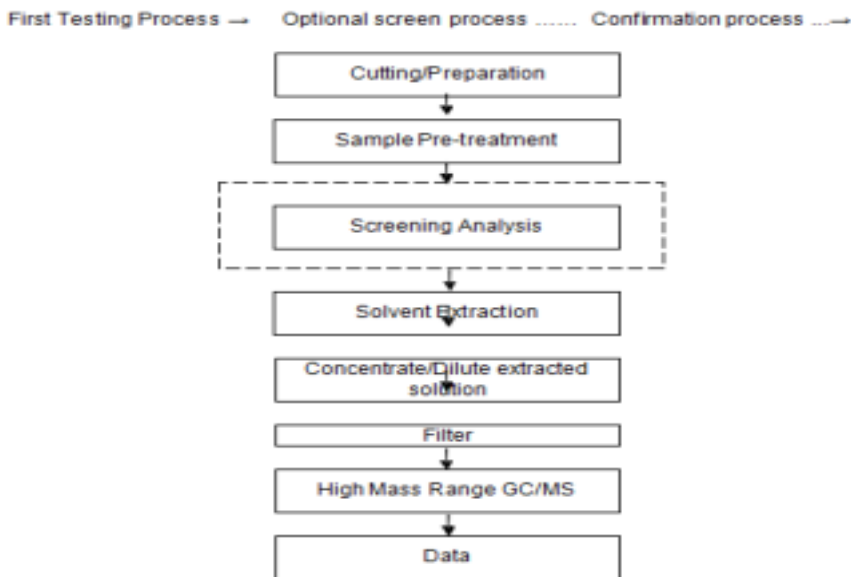 First Testing Process → Optional screen process ...... Confirmation process ...→
Cutting/Preparation
Sample Pre-treatment
Screening Analysis
Solvent Extraction
Concentrate/Dilute extracted
solution
Filter
High Mass Range GC/MS
Data